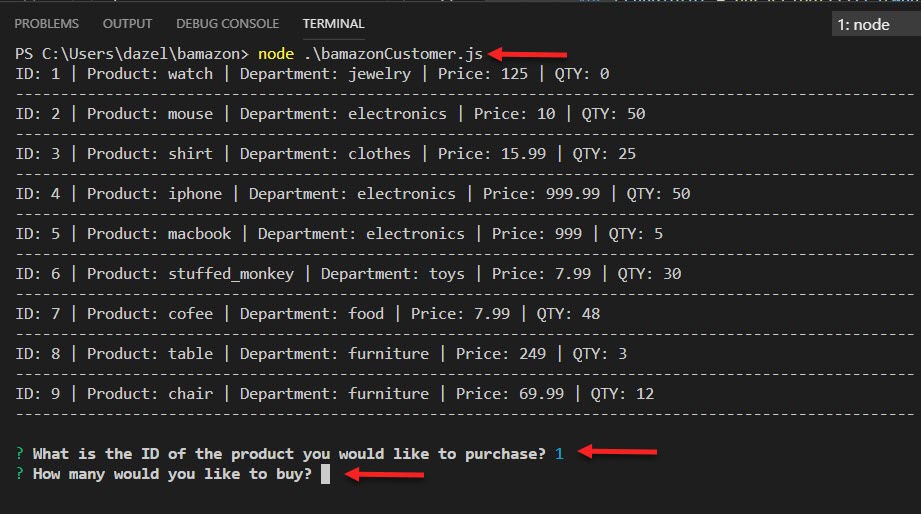 PROBLEMS OUTPUT DEBUG CONSOLE TERMINAL 1: node
PS C:\Users\dazel\bamazon> node .\bamazonCustomer.js
ID: 1 | Product: watch | Department: jewelry | Price: 125 | QTY: 0
--------------------------------------------------------------------------------------------------
ID: 2 | Product: mouse | Department: electronics | Price: 10 | QTY: 50
--------------------------------------------------------------------------------------------------
ID: 3 | Product: shirt | Department: clothes | Price: 15.99 | QTY: 25
--------------------------------------------------------------------------------------------------
ID: 4 | Product: iphone | Department: electronics | Price: 999.99 | QTY: 50
--------------------------------------------------------------------------------------------------
ID: 5 | Product: macbook | Department: electronics | Price: 999 | QTY: 5
--------------------------------------------------------------------------------------------------
ID: 6 | Product: stuffed_monkey | Department: toys | Price: 7.99 | QTY: 30
--------------------------------------------------------------------------------------------------
ID: 7 | Product: cofee | Department: food | Price: 7.99 | QTY: 48
--------------------------------------------------------------------------------------------------
ID: 8 | Product: table | Department: furniture | Price: 249 | QTY: 3
--------------------------------------------------------------------------------------------------
ID: 9 | Product: chair | Department: furniture | Price: 69.99 | QTY: 12
--------------------------------------------------------------------------------------------------
? What is the ID of the product you would like to purchase? 1
? How many would you like to buy?